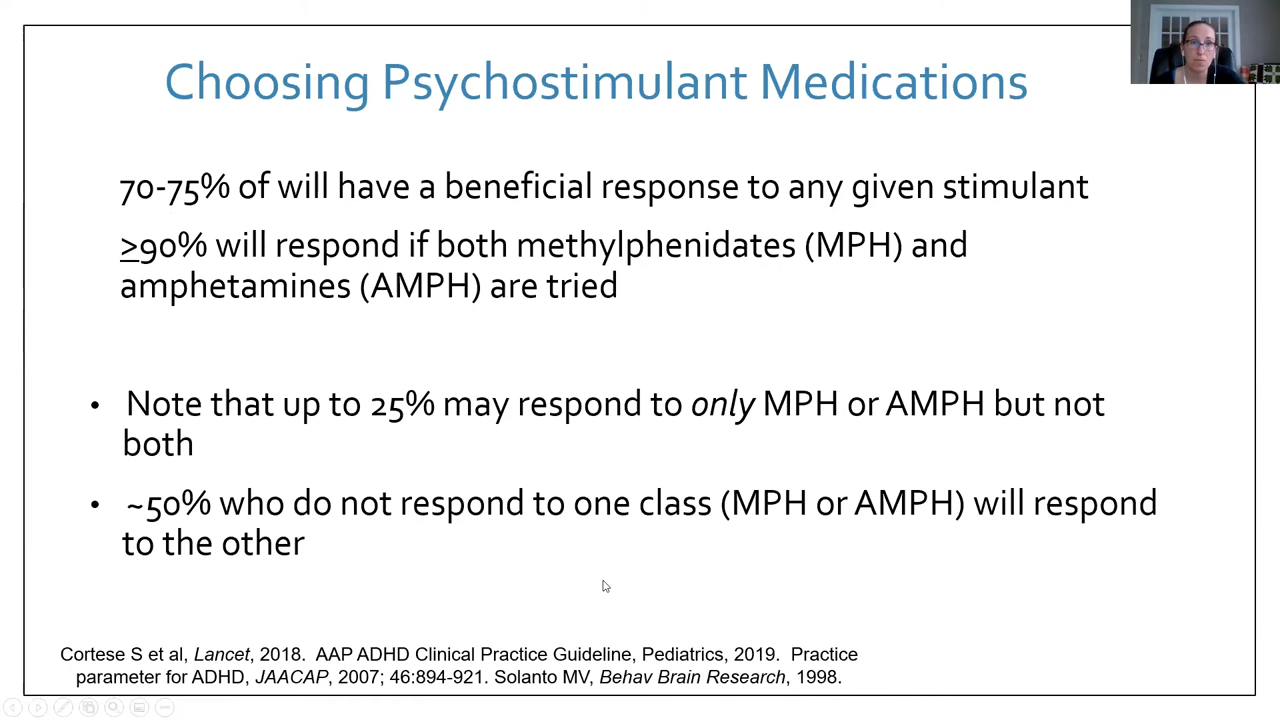 Choosing Psychostimulant Medications
70-75% of will have a beneficial response to any given stimulant
>90% will respond if both methylphenidates (MPH) and
amphetamines (AMPH) are tried
• Note that up to 25% may respond to only MPH or AMPH but not
both
• ~50% who do not respond to one class (MPH or AMPH) will respond
to the other
Cortese S et al, Lancet, 2018. AAP ADHD Clinical Practice Guideline, Pediatrics, 2019. Practice
parameter for ADHD, JAACAP, 2007; 46:894-921. Solanto MV, Behav Brain Research, 1998.